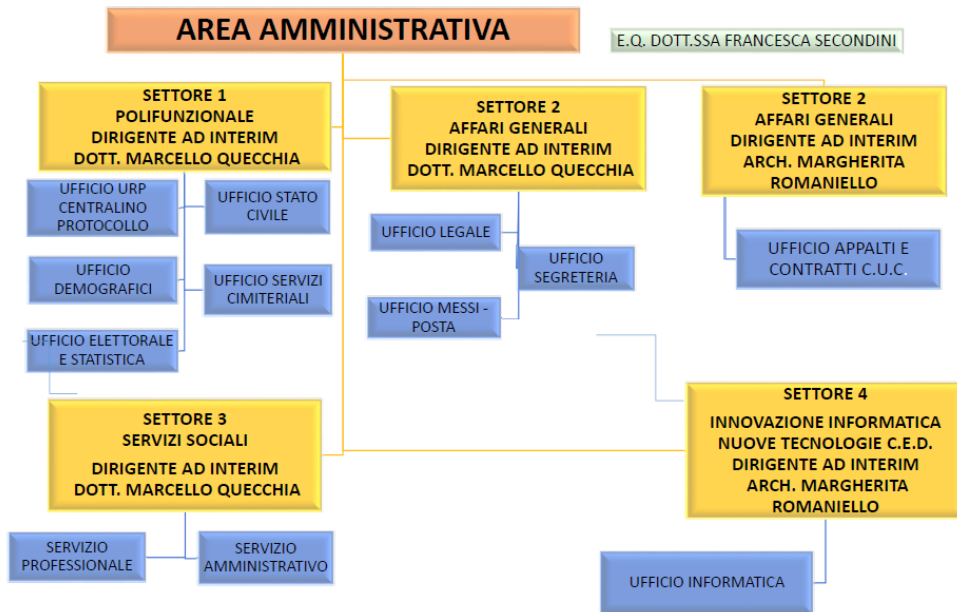 AREA AMMINISTRATIVA
E.Q. DOTT.SSA FRANCESCA SECONDINI
SETTORE 1
POLIFUNZIONALE
DIRIGENTE AD INTERIM
DOTT. MARCELLO QUECCHIA
SETTORE 2
AFFARI GENERALI
DIRIGENTE AD INTERIM
DOTT. MARCELLO QUECCHIA
SETTORE 2
AFFARI GENERALI
DIRIGENTE AD INTERIM
ARCH. MARGHERITA
ROMANIELLO
UFFICIO URP
CENTRALINO
PROTOCOLLO
UFFICIO STATO
CIVILE
UFFICIO
DEMOGRAFICI
UFFICIO SERVIZI
CIMITERIALI
UFFICIO ELETTORALE
E STATISTICA
UFFICIO LEGALE
UFFICIO
SEGRETERIA
UFFICIO MESSI -
POSTA
UFFICIO APPALTI E
CONTRATTI C.U.C.
SETTORE 3
SERVIZI SOCIALI
DIRIGENTE AD INTERIM
DOTT. MARCELLO QUECCHIA
SERVIZIO
PROFESSIONALE
SERVIZIO
AMMINISTRATIVO
SETTORE 4
INNOVAZIONE INFORMATICA
NUOVE TECNOLOGIE C.E.D.
DIRIGENTE AD INTERIM
ARCH. MARGHERITA
ROMANIELLO
UFFICIO INFORMATICA